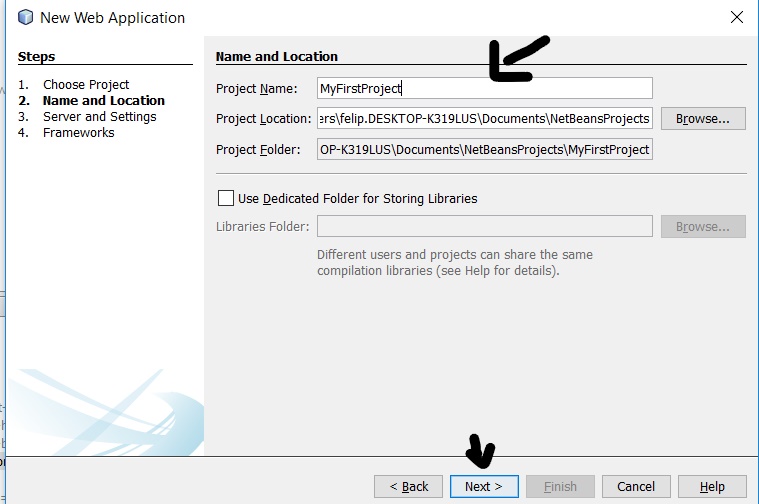 New Web Application
Steps
1. Choose Project
2. Name and Location
3. Server and Settings
4. Frameworks
Name and Location
Project Name: MyFirstProject
Project Location: ers\felip.DESKTOP-K319LUS\Documents\NetBeansProjects Browse...
Project Folder: OP-K319LUS\Documents\NetBeansProjects\MyFirstProject
Use Dedicated Folder for Storing Libraries
Libraries Folder: Browse...
Different users and projects can share the same
compilation libraries (see Help for details).
< Back Next > Finish Cancel Help